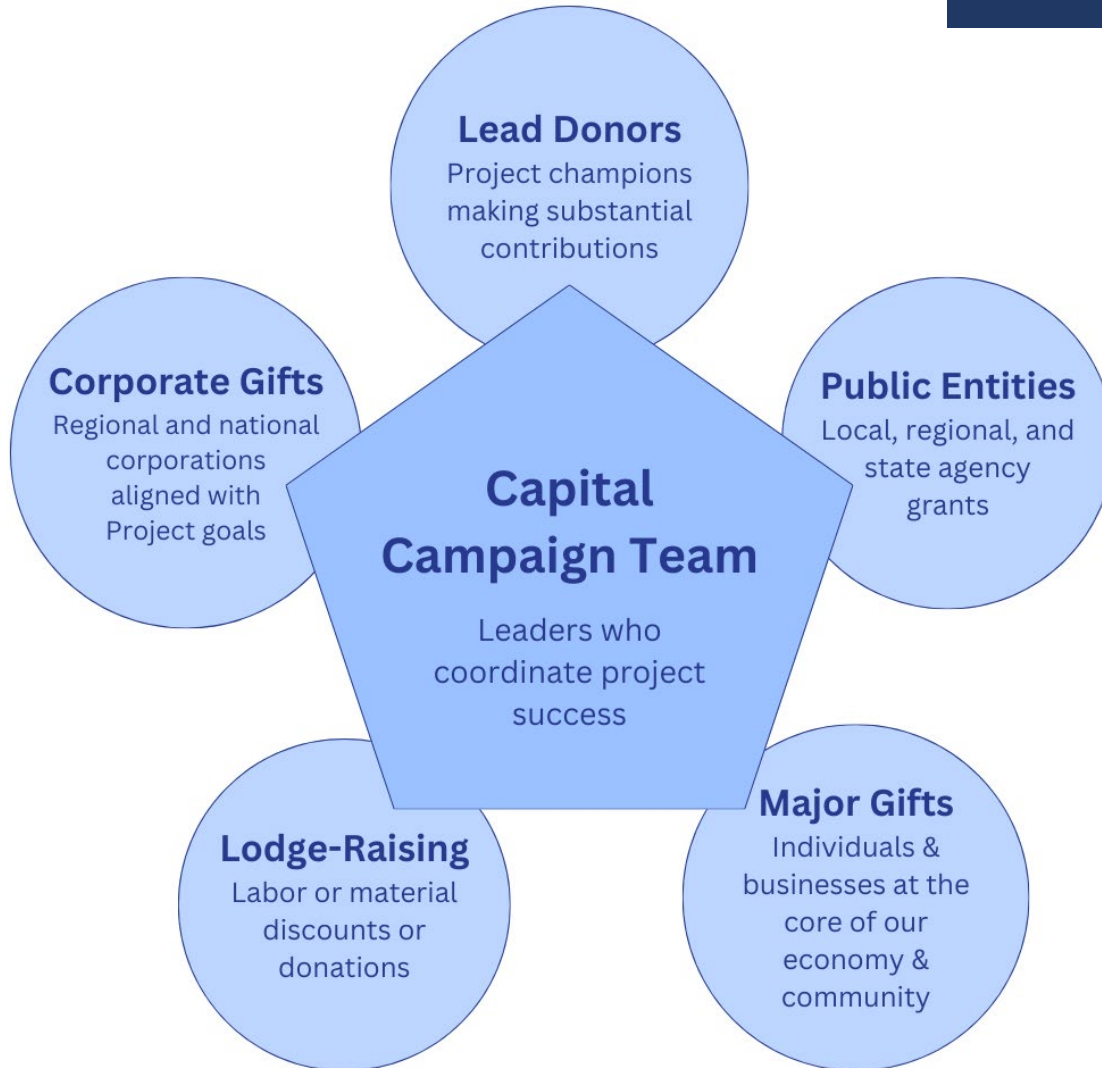 Lead Donors
Project champions
making substantial
contributions
Corporate Gifts
Regional and national
corporations
aligned with
Project goals
Public Entities
Local, regional, and
state agency
grants
Capital
Campaign Team
Leaders who
coordinate project
success
Lodge-Raising
Labor or material
discounts or
donations
Major Gifts
Individuals &
businesses at the
core of our
economy &
community